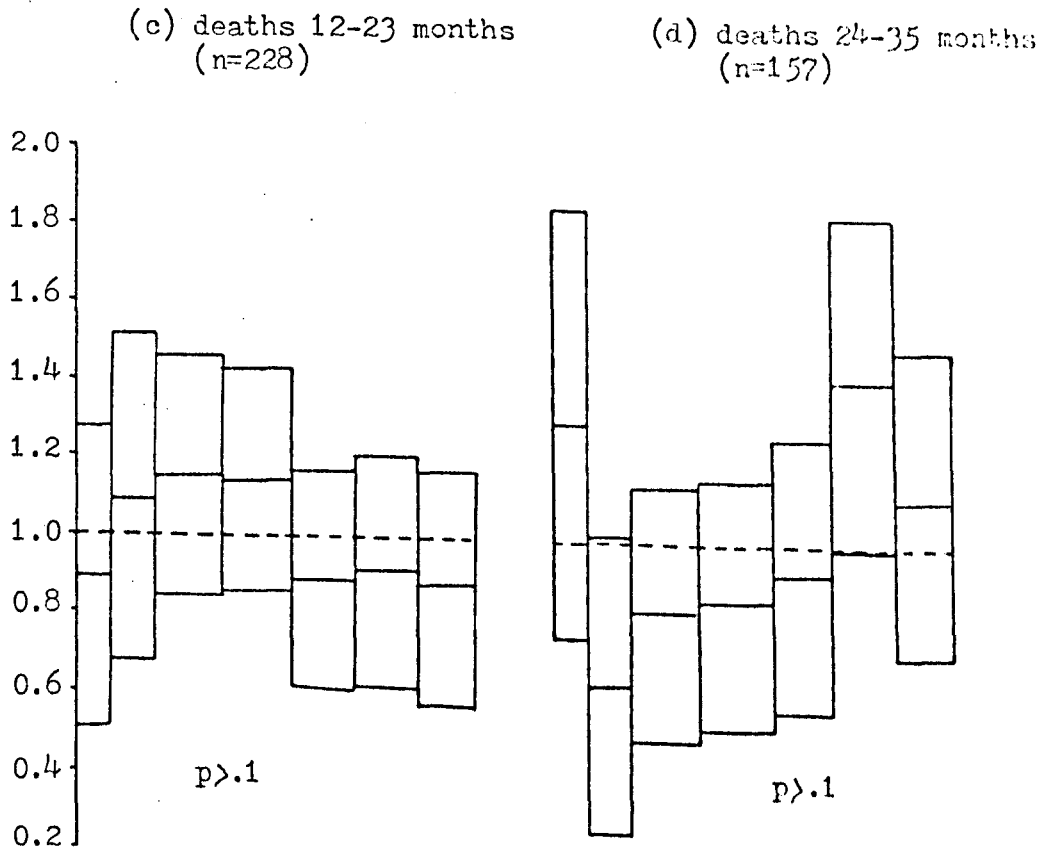 (c) deaths 12-23 months
(n=228)
(d) deaths 24-35 months
(n=157)
2.0
1.8
1.6
1.4
1.2
1.0
0.8
0.6
0.4
0.2
p>.1
p>.1